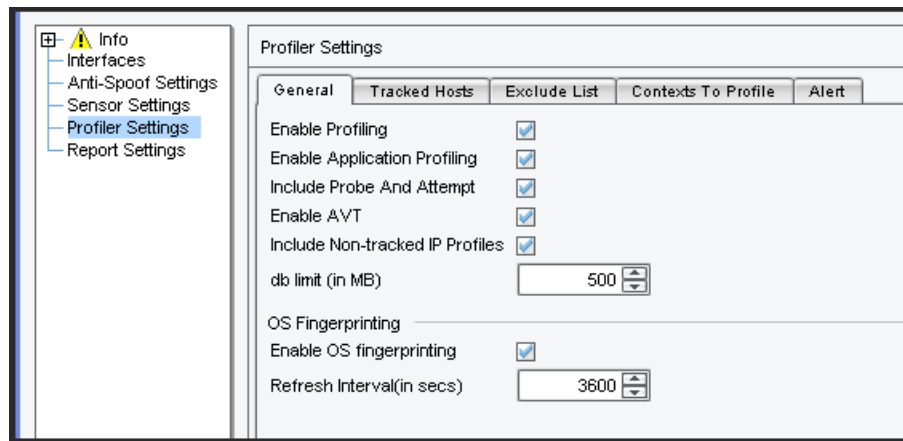 Info
Interfaces
Anti-Spoof Settings
Sensor Settings
Profiler Settings
Report Settings
Profiler Settings
General Tracked Hosts Exclude List Contexts To Profile Alert
Enable Profiling
Enable Application Profiling
Include Probe And Attempt
Enable AVT
Include Non-tracked IP Profiles
db limit (in MB) 500
OS Fingerprinting
Enable OS fingerprinting
Refresh Interval(in secs) 3600